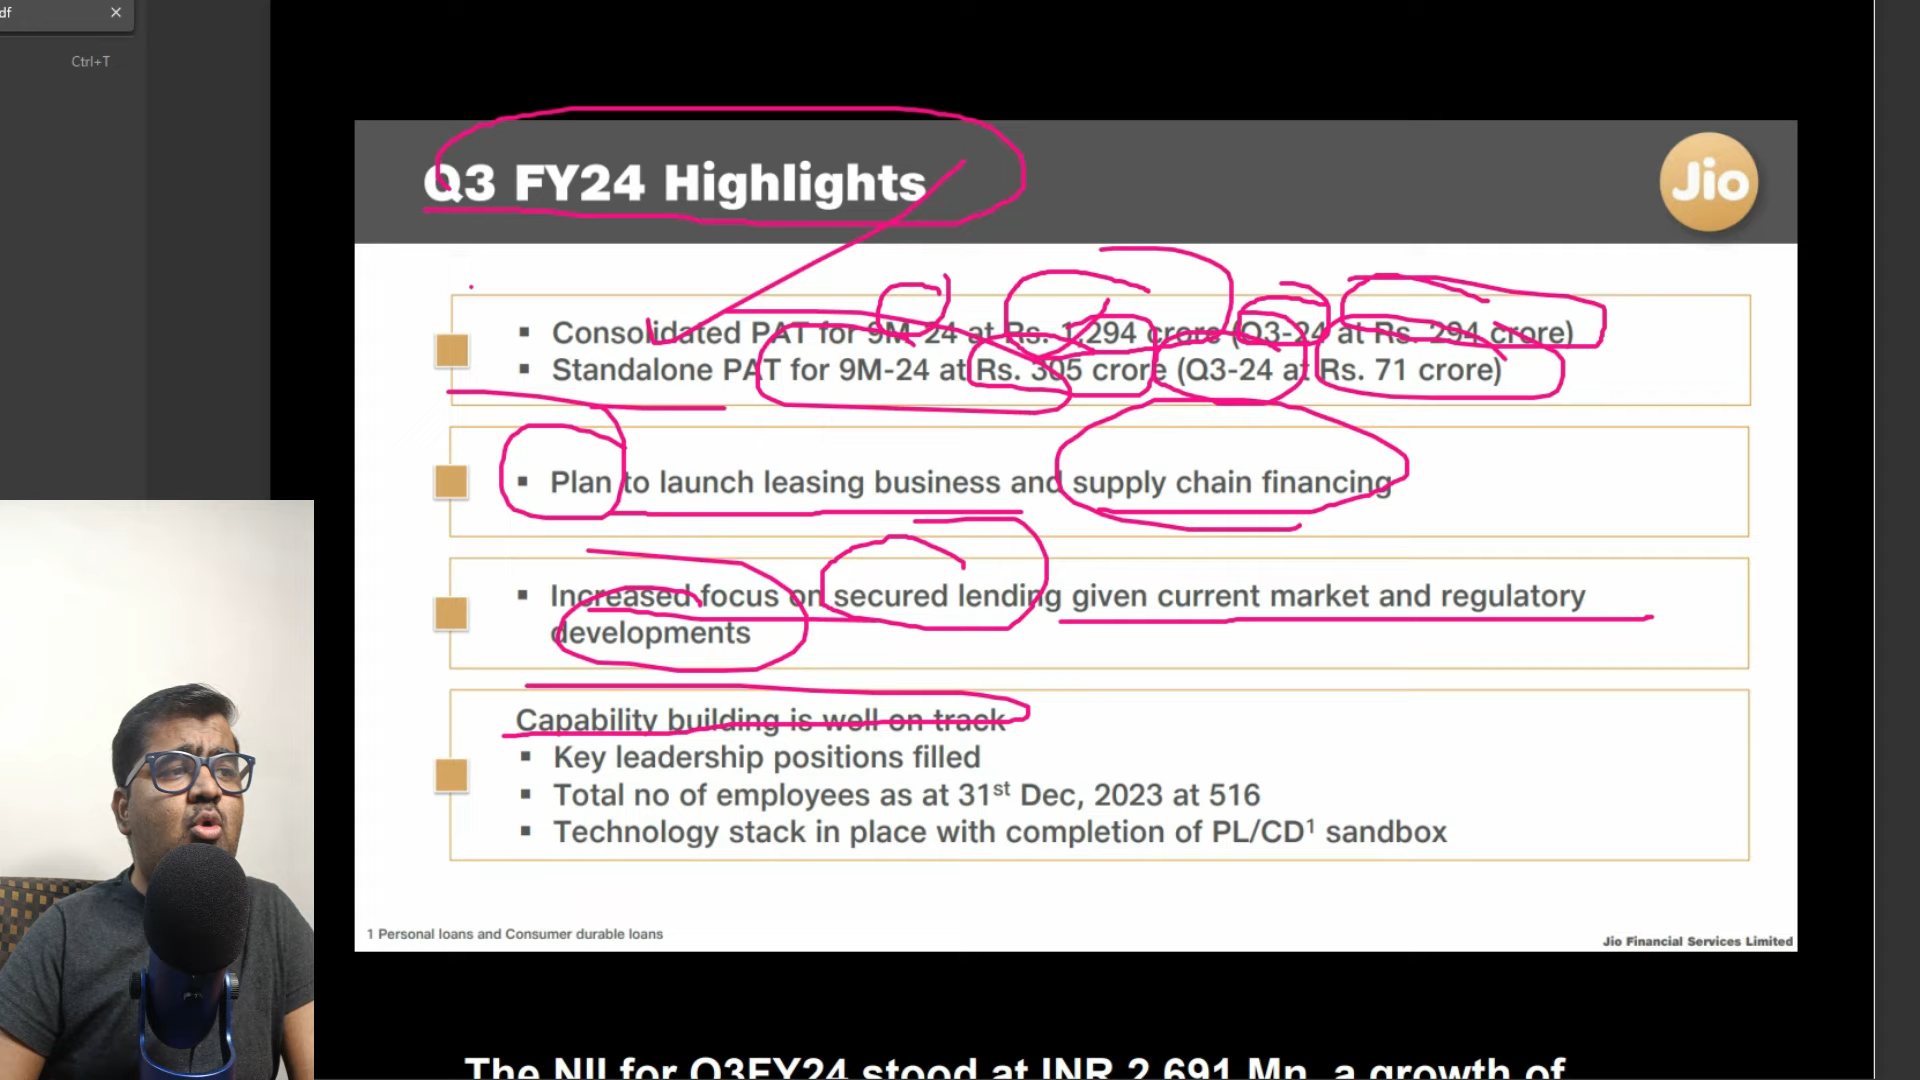 df
Ctrl+T
Q3 FY24 Highlights
Jio
▪ Consolidated PAT for 9M-24 at Rs. 1,294 crore (Q3-24 at Rs. 294 crore)
▪ Standalone PAT for 9M-24 at Rs. 305 crore (Q3-24 at Rs. 71 crore)
▪ Plan to launch leasing business and supply chain financing
▪ Increased focus on secured lending given current market and regulatory
developments
Capability building is well on track
▪ Key leadership positions filled
▪ Total no of employees as at 31st Dec, 2023 at 516
▪ Technology stack in place with completion of PL/CD1 sandbox
1 Personal loans and Consumer durable loans
Jio Financial Services Limited
The NII for Q3FY24 stood at INR 2,691 Mn, a growth of